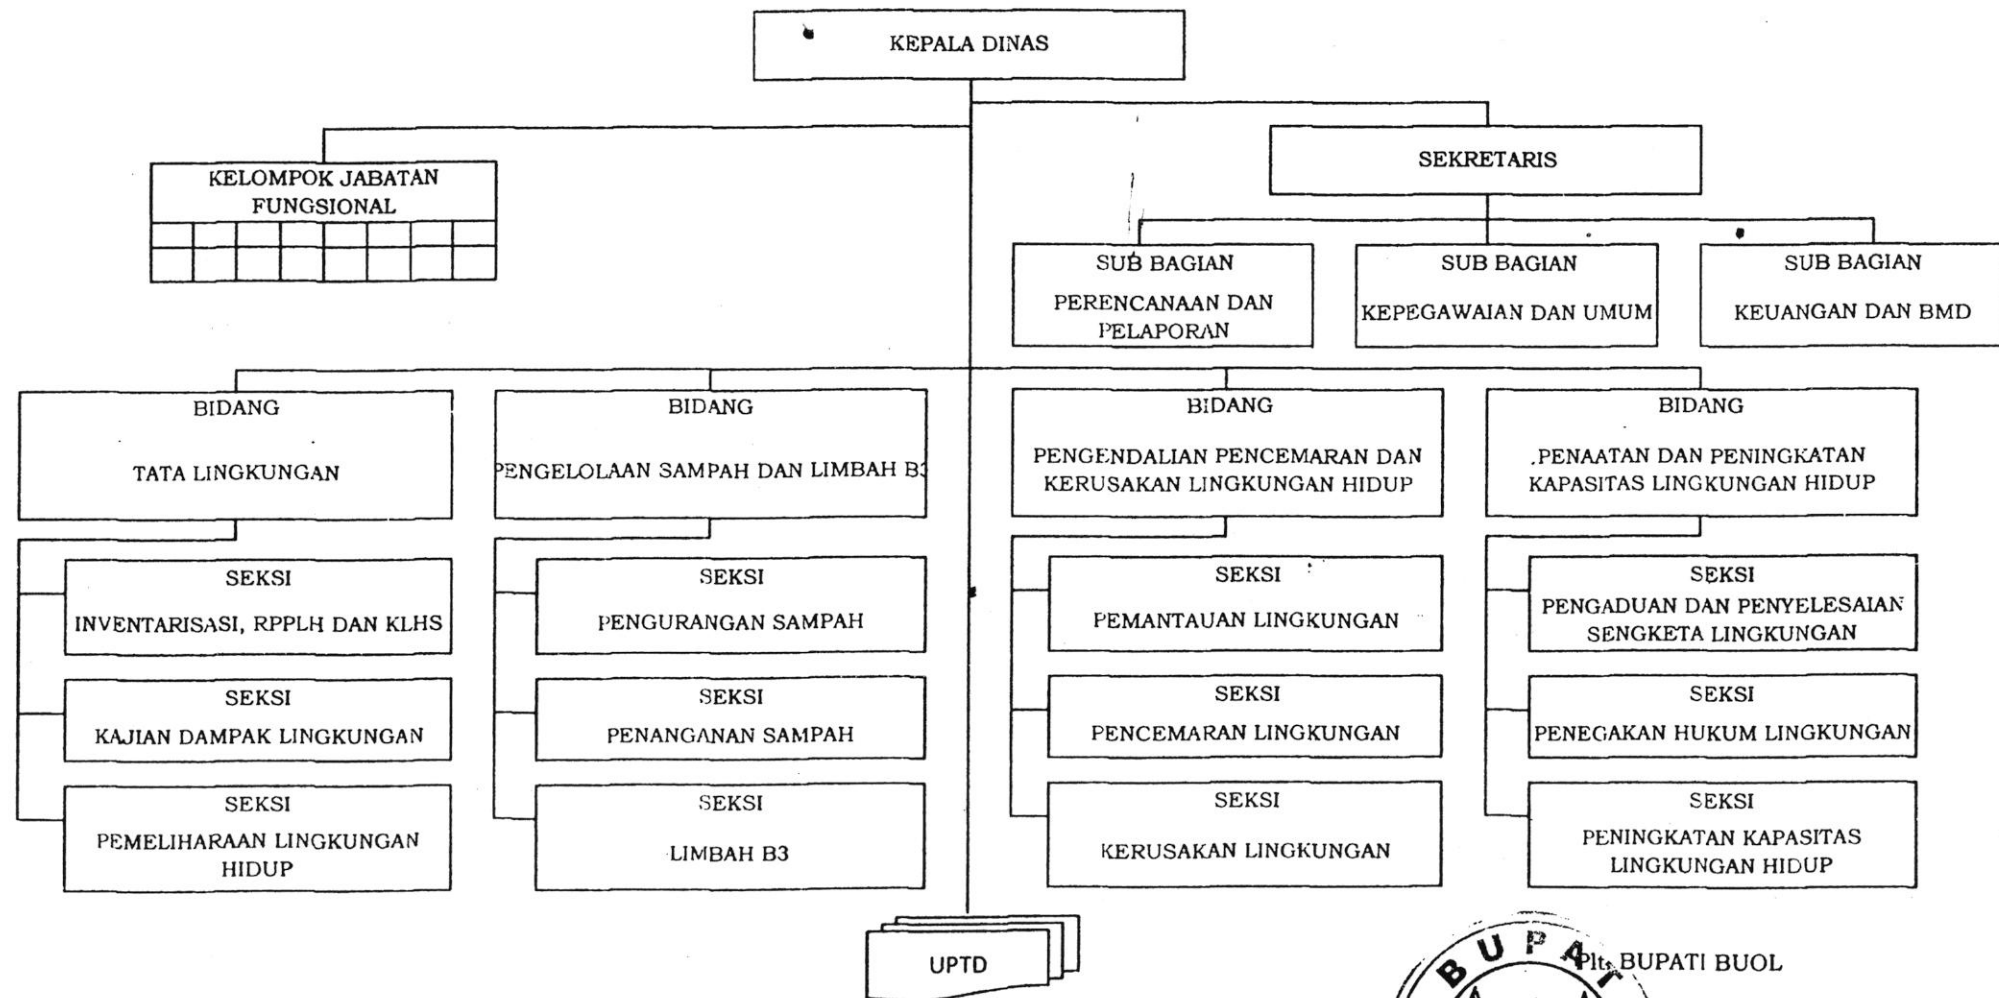 KEPALA DINAS
SEKRETARIS
KELOMPOK JABATAN
FUNGSIONAL
SUB BAGIAN
PERENCANAAN DAN
PELAPORAN
SUB BAGIAN
KEPEGAWAIAN DAN UMUM
SUB BAGIAN
KEUANGAN DAN BMD
BIDANG
TATA LINGKUNGAN
BIDANG
PENGELOLAAN SAMPAH DAN LIMBAH B3
BIDANG
PENGENDALIAN PENCEMARAN DAN
KERUSAKAN LINGKUNGAN HIDUP
BIDANG
PENAATAN DAN PENINGKATAN
KAPASITAS LINGKUNGAN HIDUP
SEKSI
INVENTARISASI, RPPLH DAN KLHS
SEKSI
KAJIAN DAMPAK LINGKUNGAN
SEKSI
PEMELIHARAAN LINGKUNGAN
HIDUP
SEKSI
PENGURANGAN SAMPAH
SEKSI
PENANGANAN SAMPAH
SEKSI
LIMBAH B3
SEKSI
PEMANTAUAN LINGKUNGAN
SEKSI
PENCEMARAN LINGKUNGAN
SEKSI
KERUSAKAN LINGKUNGAN
SEKSI
PENGADUAN DAN PENYELESAIAN
SENGKETA LINGKUNGAN
SEKSI
PENEGAKAN HUKUM LINGKUNGAN
SEKSI
PENINGKATAN KAPASITAS
LINGKUNGAN HIDUP
UPTD
BUPAT
Plt. BUPATI BUOL